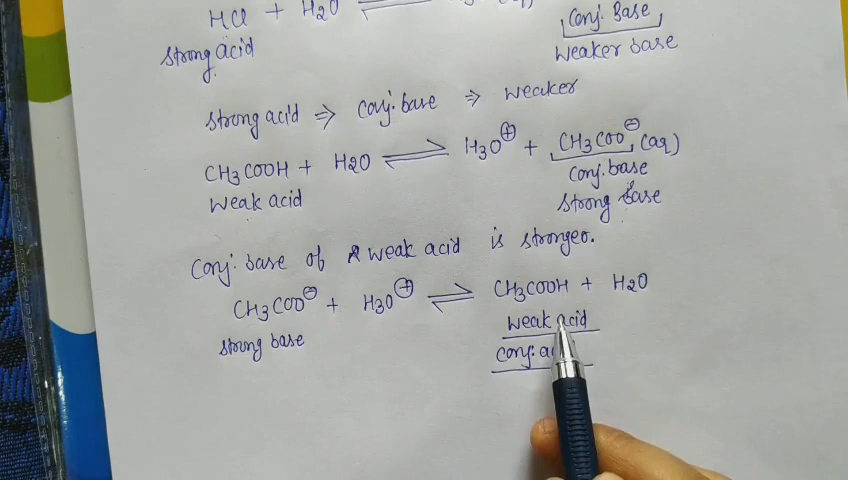 HCl + H2O ⇌
Conj. Base
strong acid
weaker base
strong acid ⇒ conj. base ⇒ weaker
CH3COOH + H2O ⇌ H3O⊕ + CH3COO⊖ (aq)
conj. base
weak acid
strong base
conj. base of weak acid is stronger.
CH3COO⊖ + H3O⊕ ⇌ CH3COOH + H2O
weak acid
strong base
conj. a